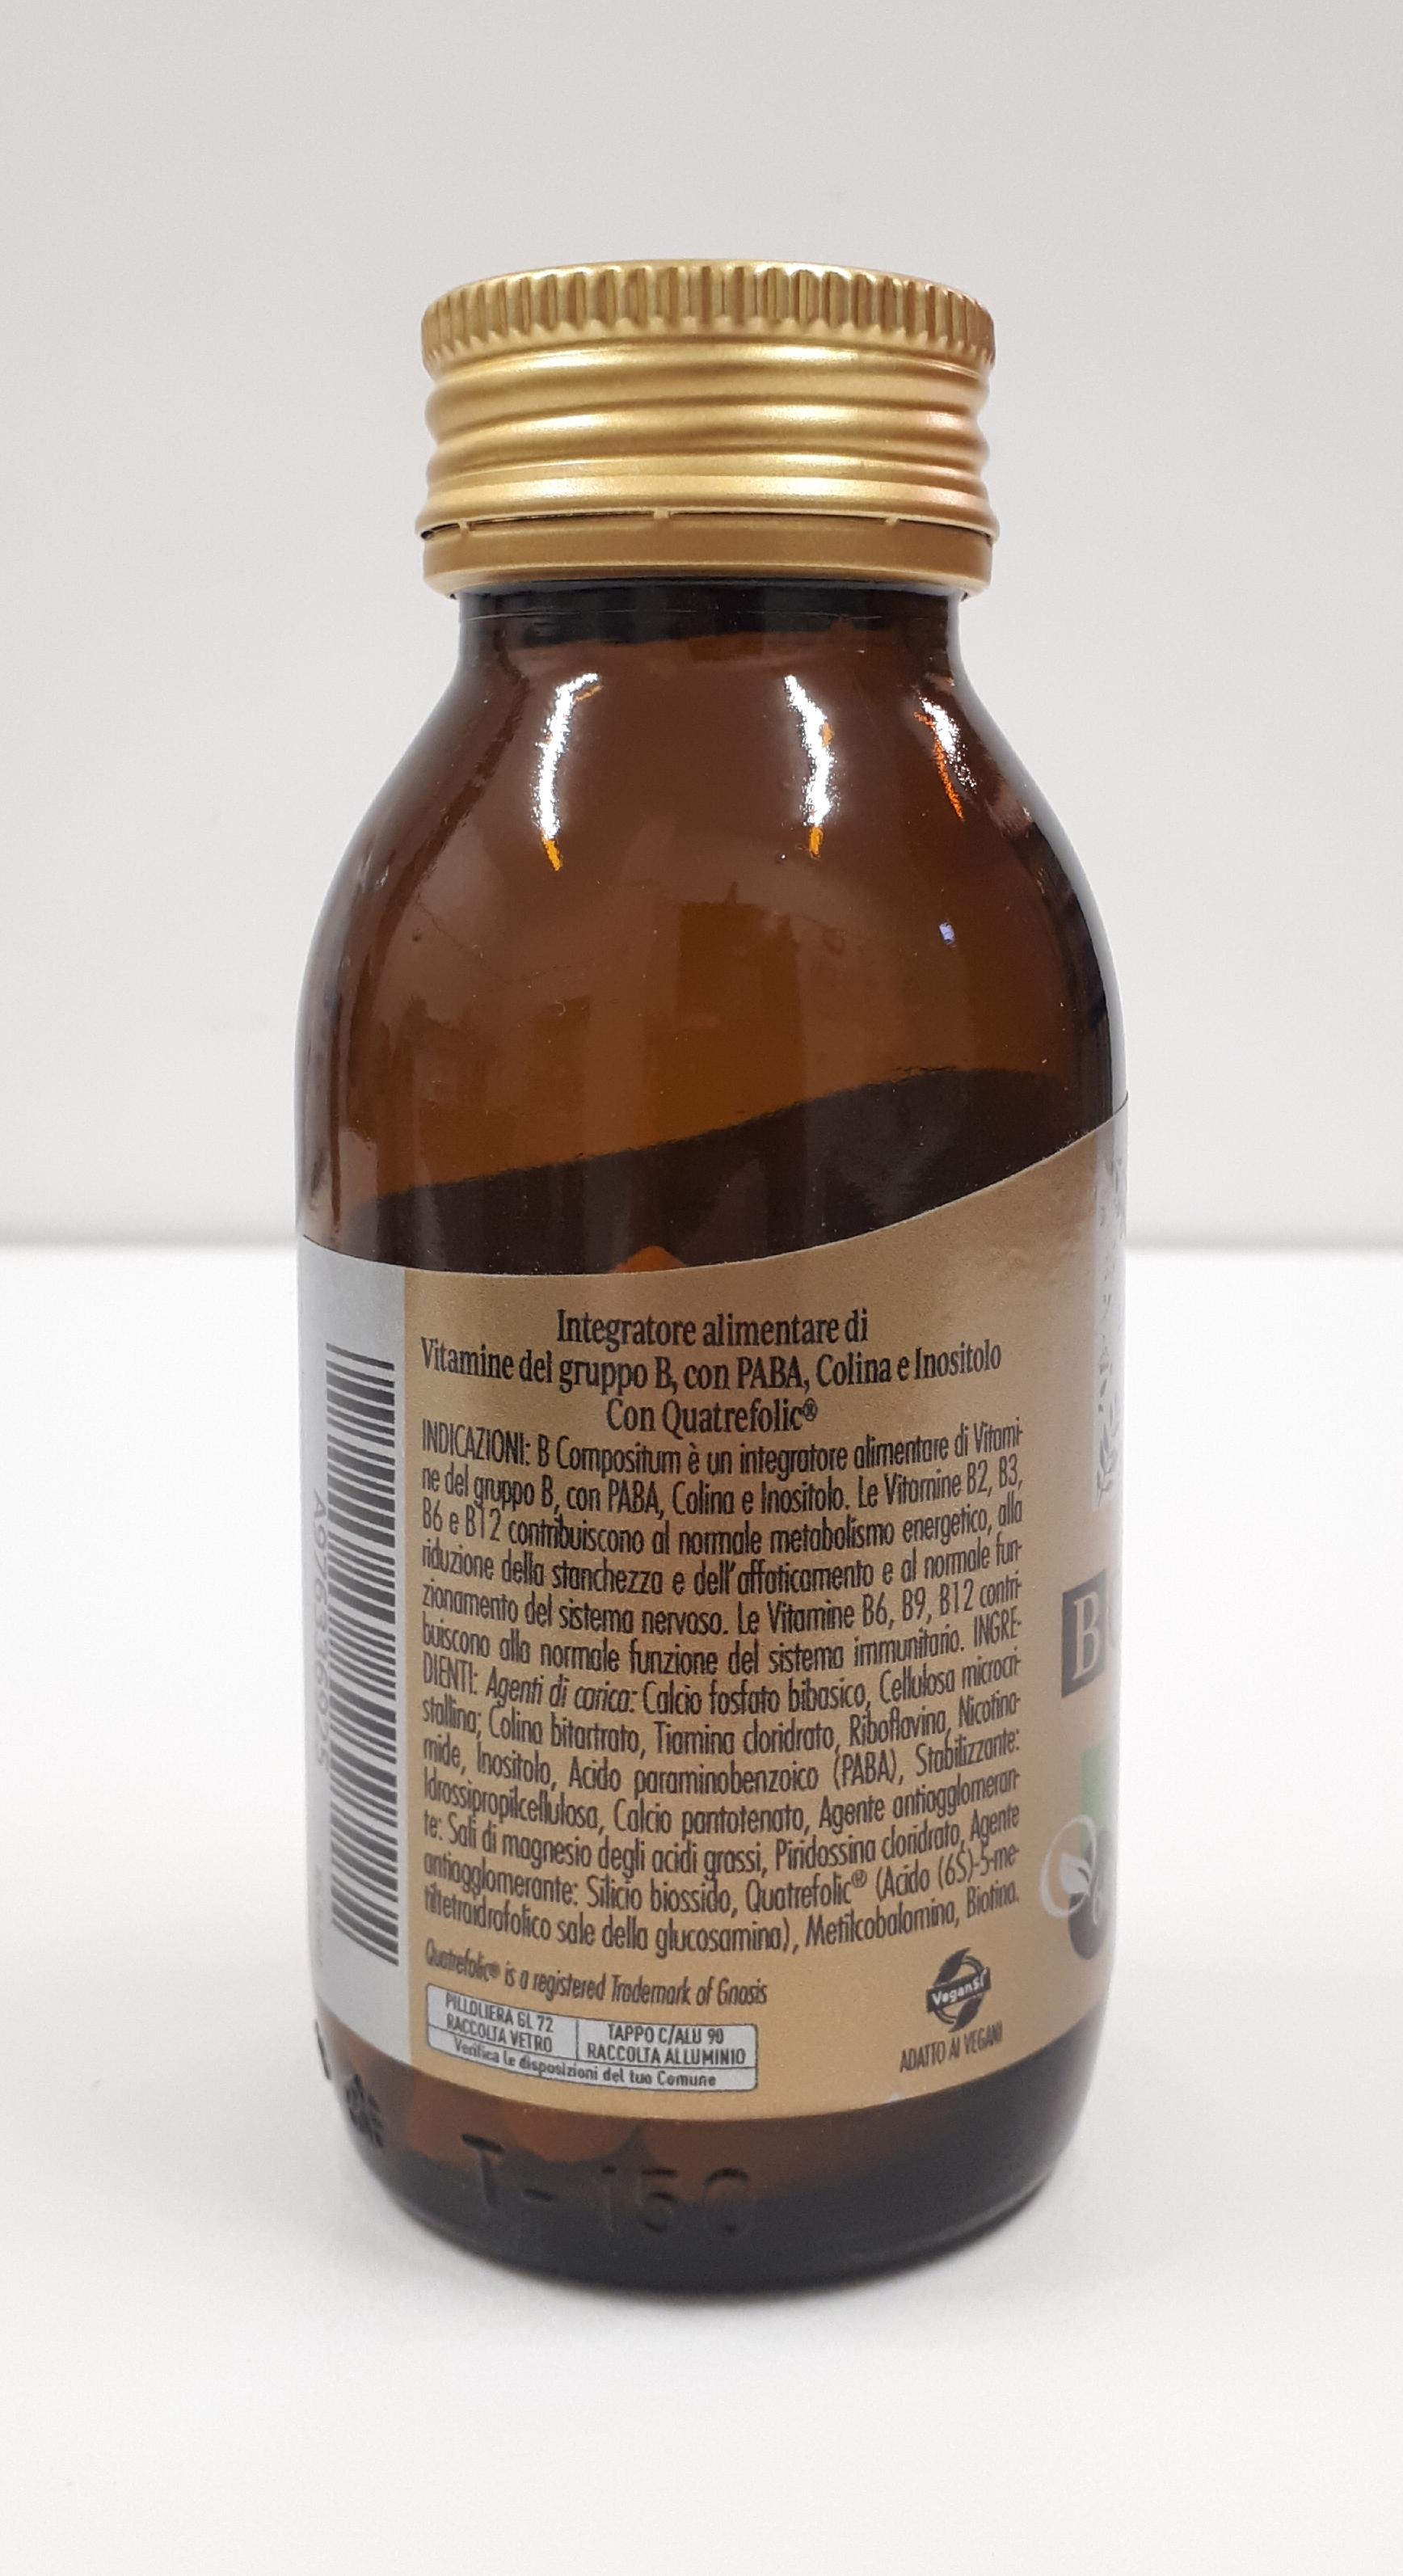 Integratore alimentare di
Vitamine del gruppo B, con PABA, Colina e Inositolo
Con Quatrefolic®
INDICAZIONI: B Compositum è un integratore alimentare di Vitami-
ne del gruppo B, con PABA, Colina e Inositolo. Le Vitamine B2, B3,
B6 e B12 contribuiscono al normale metabolismo energetico, alla
riduzione della stanchezza e dell'affaticamento e al normale fun-
zionamento del sistema nervoso. Le Vitamine B6, B9, B12 contri-
buiscono alla normale funzione del sistema immunitario. INGRE-
DIENTI: Agenti di carica: Calcio fosfato bibasico, Cellulosa microcri-
stallina; Colina bitartrato, Tiamina cloridrato, Riboflavina, Nicotina-
mide, Inositolo, Acido paraminobenzoico (PABA), Stabilizzante:
Idrossipropilcellulosa, Calcio pantotenato, Agente antiagglomeran-
te: Sali di magnesio degli acidi grassi, Piridossina cloridrato, Agente
antiagglomerante: Silicio biossido, Quatrefolic® (Acido (6S)-5-me-
tiltetraidrofolico sale della glucosamina), Metilcobalamina, Biotina.
Quatrefolic® is a registered Trademark of Gnosis
PILLOLIERA GL 72
RACCOLTA VETRO
TAPPO C/ALU 90
RACCOLTA ALLUMINIO
Verifica le disposizioni del tuo Comune
VeganSì
ADATTO AI VEGANI
B
T- 150